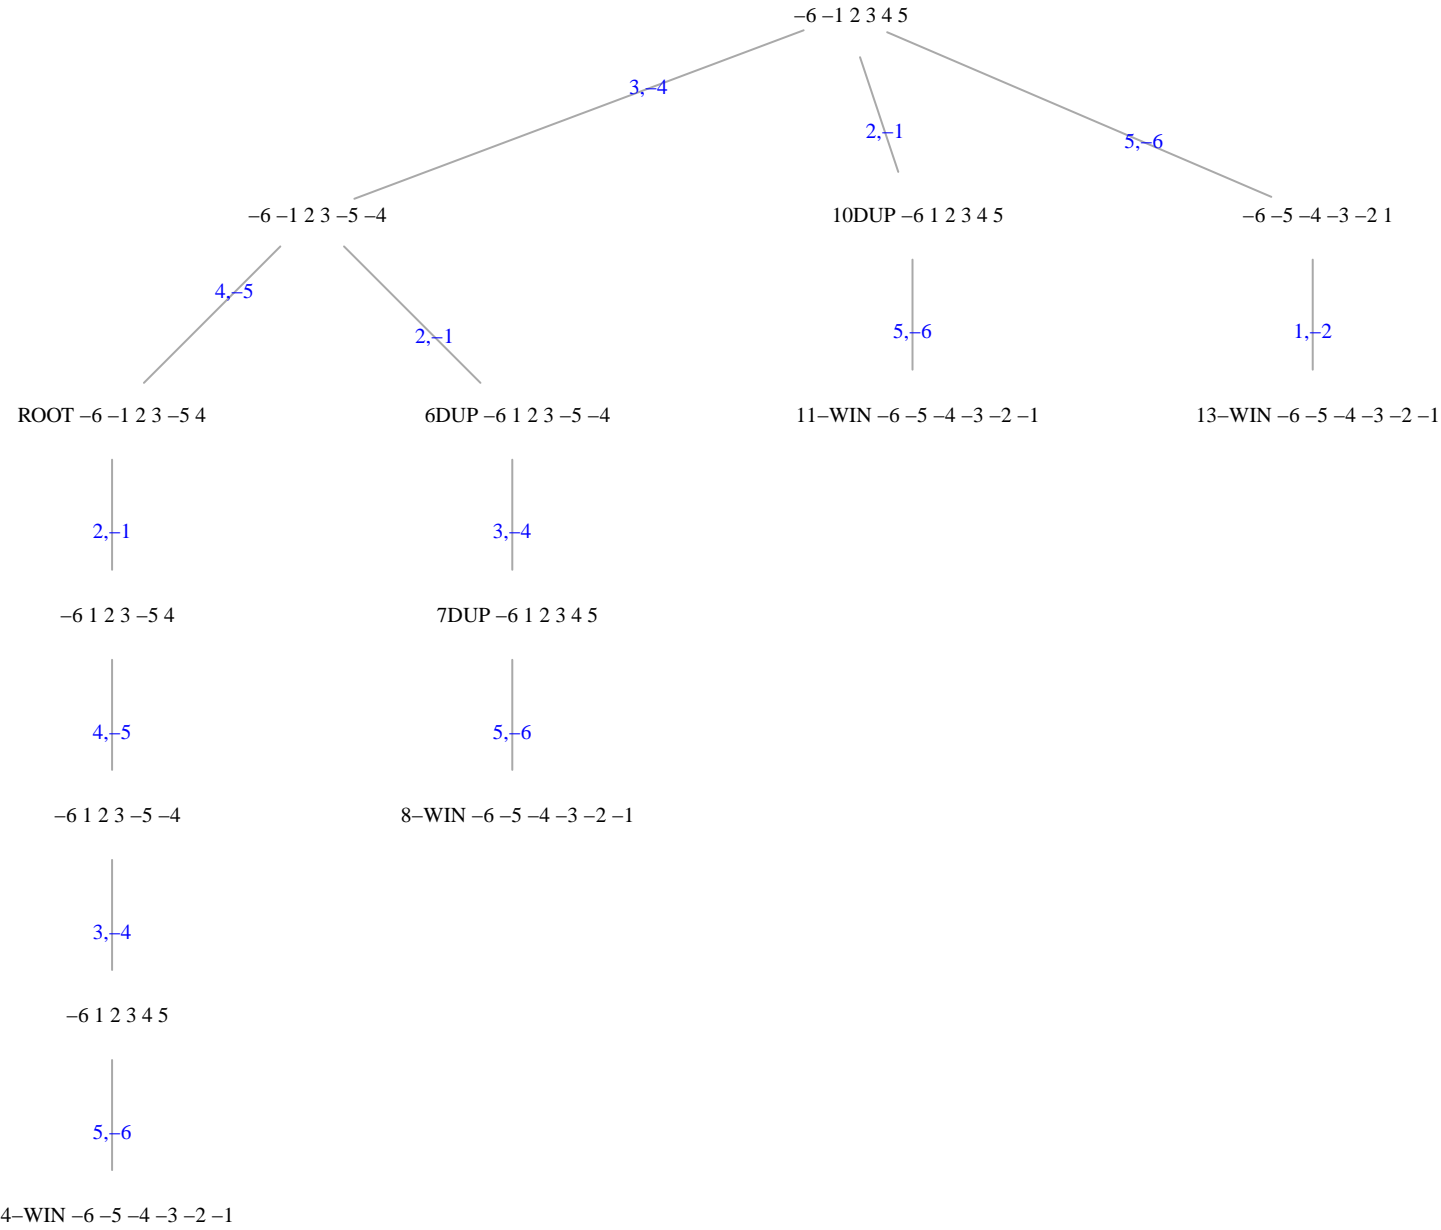 –6 –1 2 3 4 5
3,–4
2,–1
5,–6
–6 –1 2 3 –5 –4
10DUP –6 1 2 3 4 5
–6 –5 –4 –3 –2 1
4,–5
2,–1
5,–6
1,–2
ROOT –6 –1 2 3 –5 4
6DUP –6 1 2 3 –5 –4
11–WIN –6 –5 –4 –3 –2 –1
13–WIN –6 –5 –4 –3 –2 –1
2,–1
3,–4
–6 1 2 3 –5 4
7DUP –6 1 2 3 4 5
4,–5
5,–6
–6 1 2 3 –5 –4
8–WIN –6 –5 –4 –3 –2 –1
3,–4
–6 1 2 3 4 5
5,–6
4–WIN –6 –5 –4 –3 –2 –1